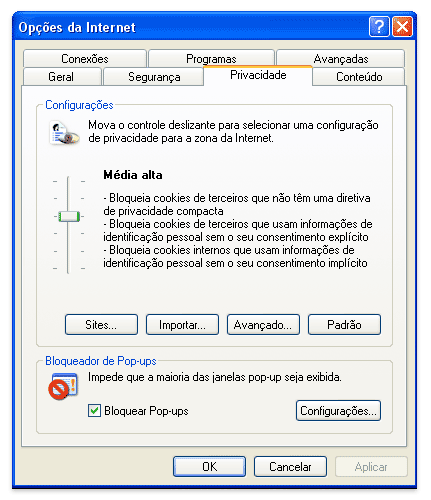 Opções da Internet
Conexões Programas Avançadas
Geral Segurança Privacidade Conteúdo
Configurações
Mova o controle deslizante para selecionar uma configuração
de privacidade para a zona da Internet.
Média alta
- Bloqueia cookies de terceiros que não têm uma diretiva
de privacidade compacta
- Bloqueia cookies de terceiros que usam informações de
identificação pessoal sem o seu consentimento explícito
- Bloqueia cookies internos que usam informações de
identificação pessoal sem o seu consentimento implícito
Sites... Importar... Avançado... Padrão
Bloqueador de Pop-ups
Impede que a maioria das janelas pop-up seja exibida.
Bloquear Pop-ups Configurações...
OK Cancelar Aplicar